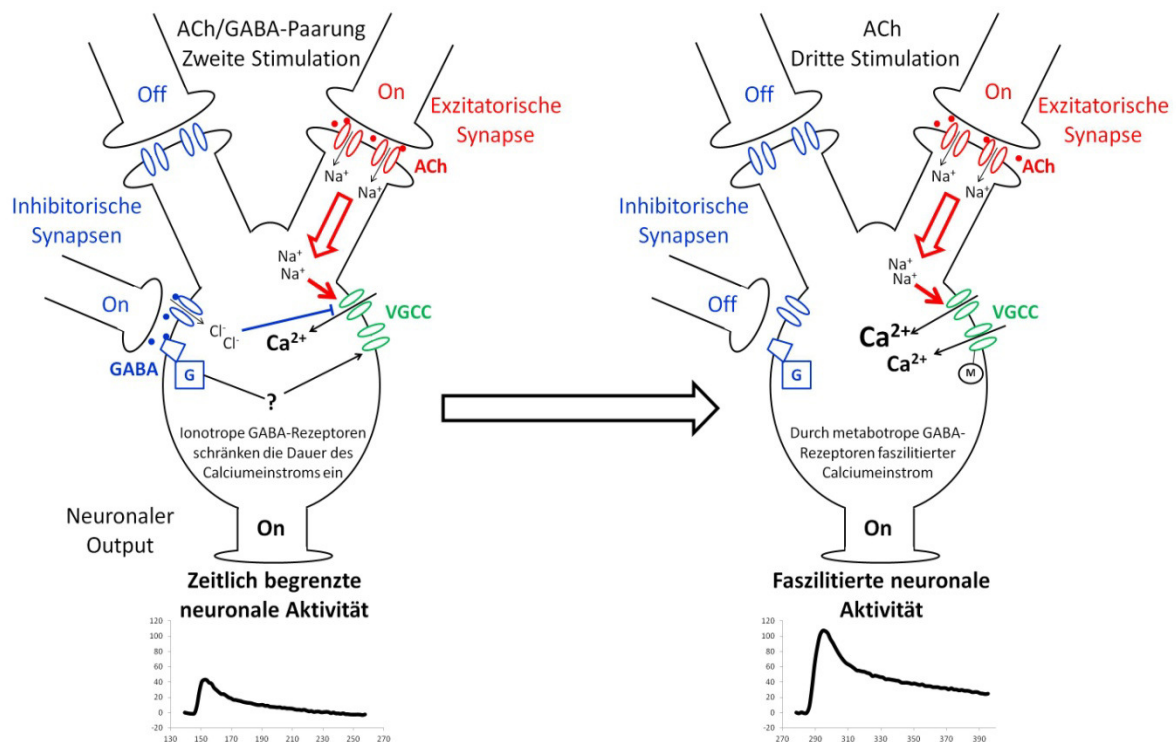 ACh/GABA-Paarung
Zweite Stimulation
Off
On
Exzitatorische
Synapse
ACh
Na⁺
Na⁺
Inhibitorische
Synapsen
Na⁺
Na⁺
On
Cl⁻
Cl⁻
VGCC
Ca²⁺
GABA
G
?
Ionotrope GABA-Rezeptoren
schränken die Dauer des
Calciumeinstroms ein
Neuronaler
Output
On
Zeitlich begrenzte
neuronale Aktivität
120
100
80
60
40
20
0
-20
130
150
170
190
210
230
250
270
ACh
Dritte Stimulation
Off
On
Exzitatorische
Synapse
ACh
Na⁺
Na⁺
Inhibitorische
Synapsen
Na⁺
Na⁺
Off
VGCC
Ca²⁺
Ca²⁺
G
M
Durch metabotrope GABA-
Rezeptoren faszilitierter
Calciumeinstrom
On
Faszilitierte neuronale
Aktivität
120
100
80
60
40
20
0
-20
270
290
310
330
350
370
390